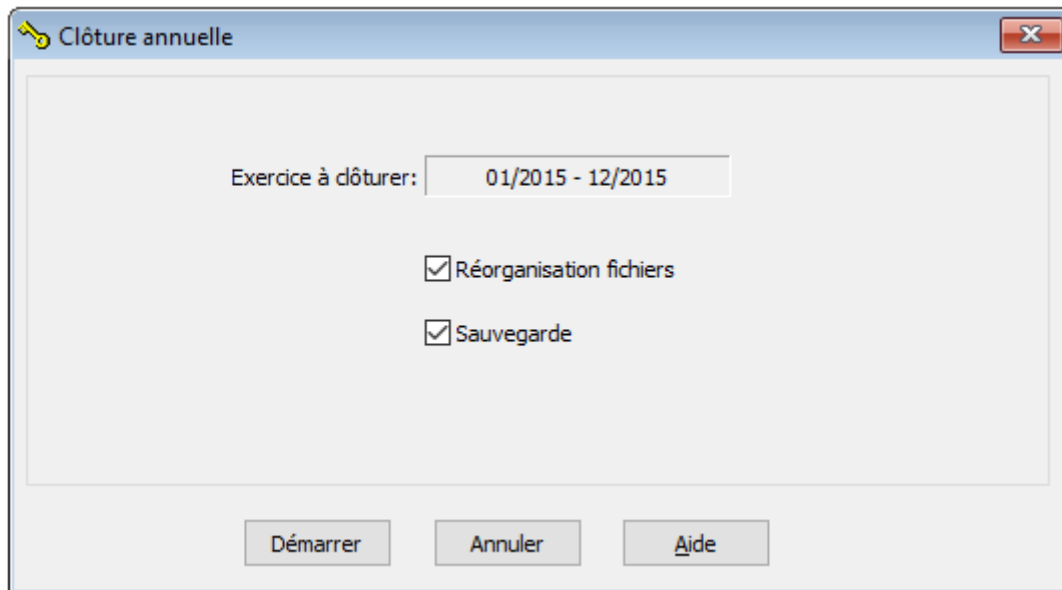 Clôture annuelle
Exercice à clôturer: 01/2015 - 12/2015
Réorganisation fichiers
Sauvegarde
Démarrer Annuler Aide